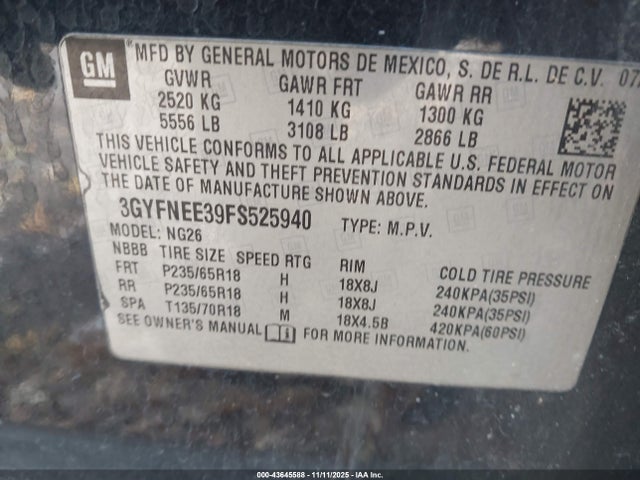 GM
MFD BY GENERAL MOTORS DE MEXICO, S. DE R.L. DE C.V.
GVWR GAWR FRT GAWR RR
2520 KG 1410 KG 1300 KG
5556 LB 3108 LB 2866 LB
THIS VEHICLE CONFORMS TO ALL APPLICABLE U.S. FEDERAL MOTOR
VEHICLE SAFETY AND THEFT PREVENTION STANDARDS IN EFFECT ON
THE DATE OF MANUFACTURE SHOWN ABOVE.
3GYFNEE39FS525940 TYPE: M.P.V.
MODEL: NG26
NBBB TIRE SIZE SPEED RTG RIM COLD TIRE PRESSURE
FRT P235/65R18 H 18X8J 240KPA(35PSI)
RR P235/65R18 H 18X8J 240KPA(35PSI)
SPA T135/70R18 M 18X4.5B 420KPA(60PSI)
SEE OWNER'S MANUAL FOR MORE INFORMATION.
000-43645588 - 11/11/2025 - IAA Inc.